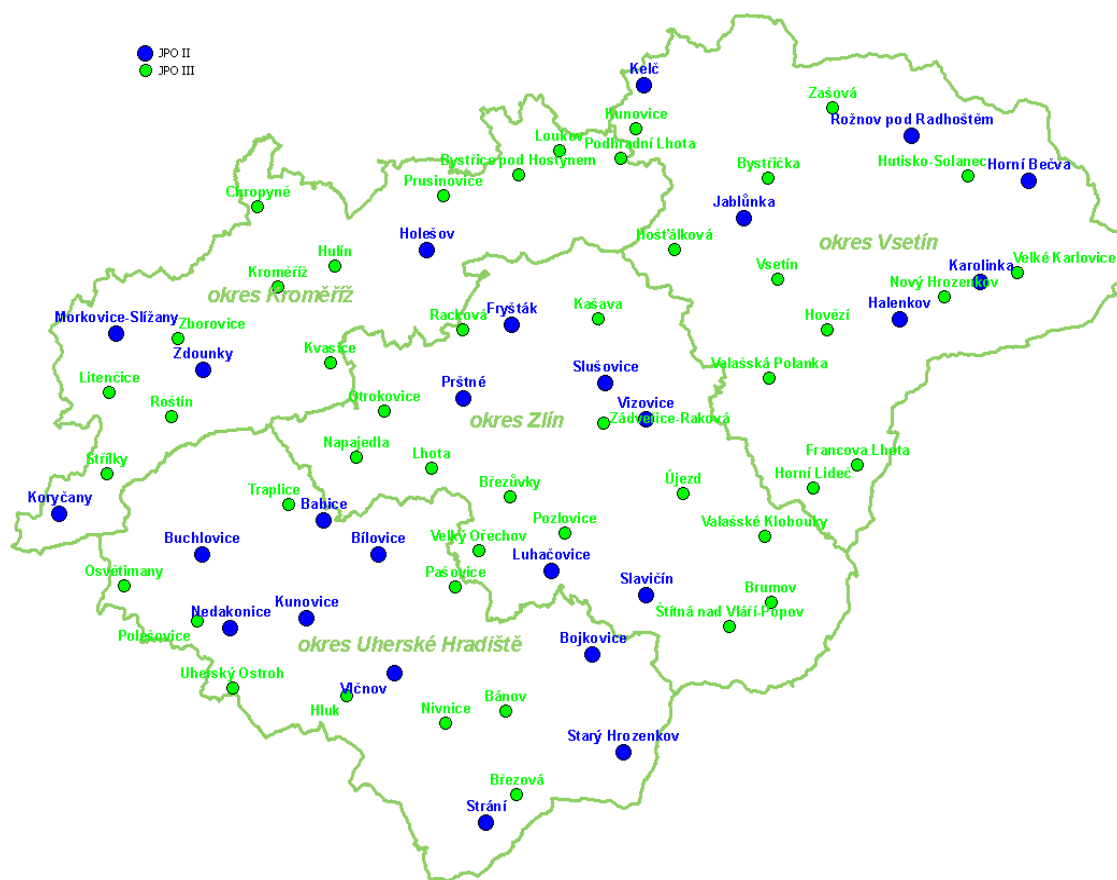 JPO II
JPO III
Kelč
Zašová
Kunovice
Rožnov pod Radhoštěm
Loukov
Podhradní Lhota
Bystřice pod Hostýnem
Bystřička
Hutisko-Solanec
Horní Bečva
Prusinovice
Chropyně
Jablůnka
Holešov
Hošťálková
okres Vsetín
Hulín
Kroměříž
Vsetín
Karolinka
Velké Karlovice
Nový Hrozenkov
okres Kroměříž
Halenkov
Fryšták
Kašava
Morkovice-Slížany
Racková
Hovězí
Zborovice
Zdounky
Kvasice
Slušovice
Valašská Polanka
Litenčice
Prštné
Otrokovice
Vizovice
Roštín
okres Zlín
Zádveřice-Raková
Napajedla
Lhota
Francova Lhota
Střílky
Horní Lideč
Újezd
Březůvky
Koryčany
Traplice
Babice
Pozlovice
Valašské Klobouky
Buchlovice
Bílovice
Velký Ořechov
Luhačovice
Osvětimany
Pašovice
Slavičín
Brumov
Nedakonice
Kunovice
Štítná nad Vláří-Popov
Polešovice
okres Uherské Hradiště
Bojkovice
Uherský Ostroh
Vlčnov
Hluk
Nivnice
Bánov
Starý Hrozenkov
Březová
Strání